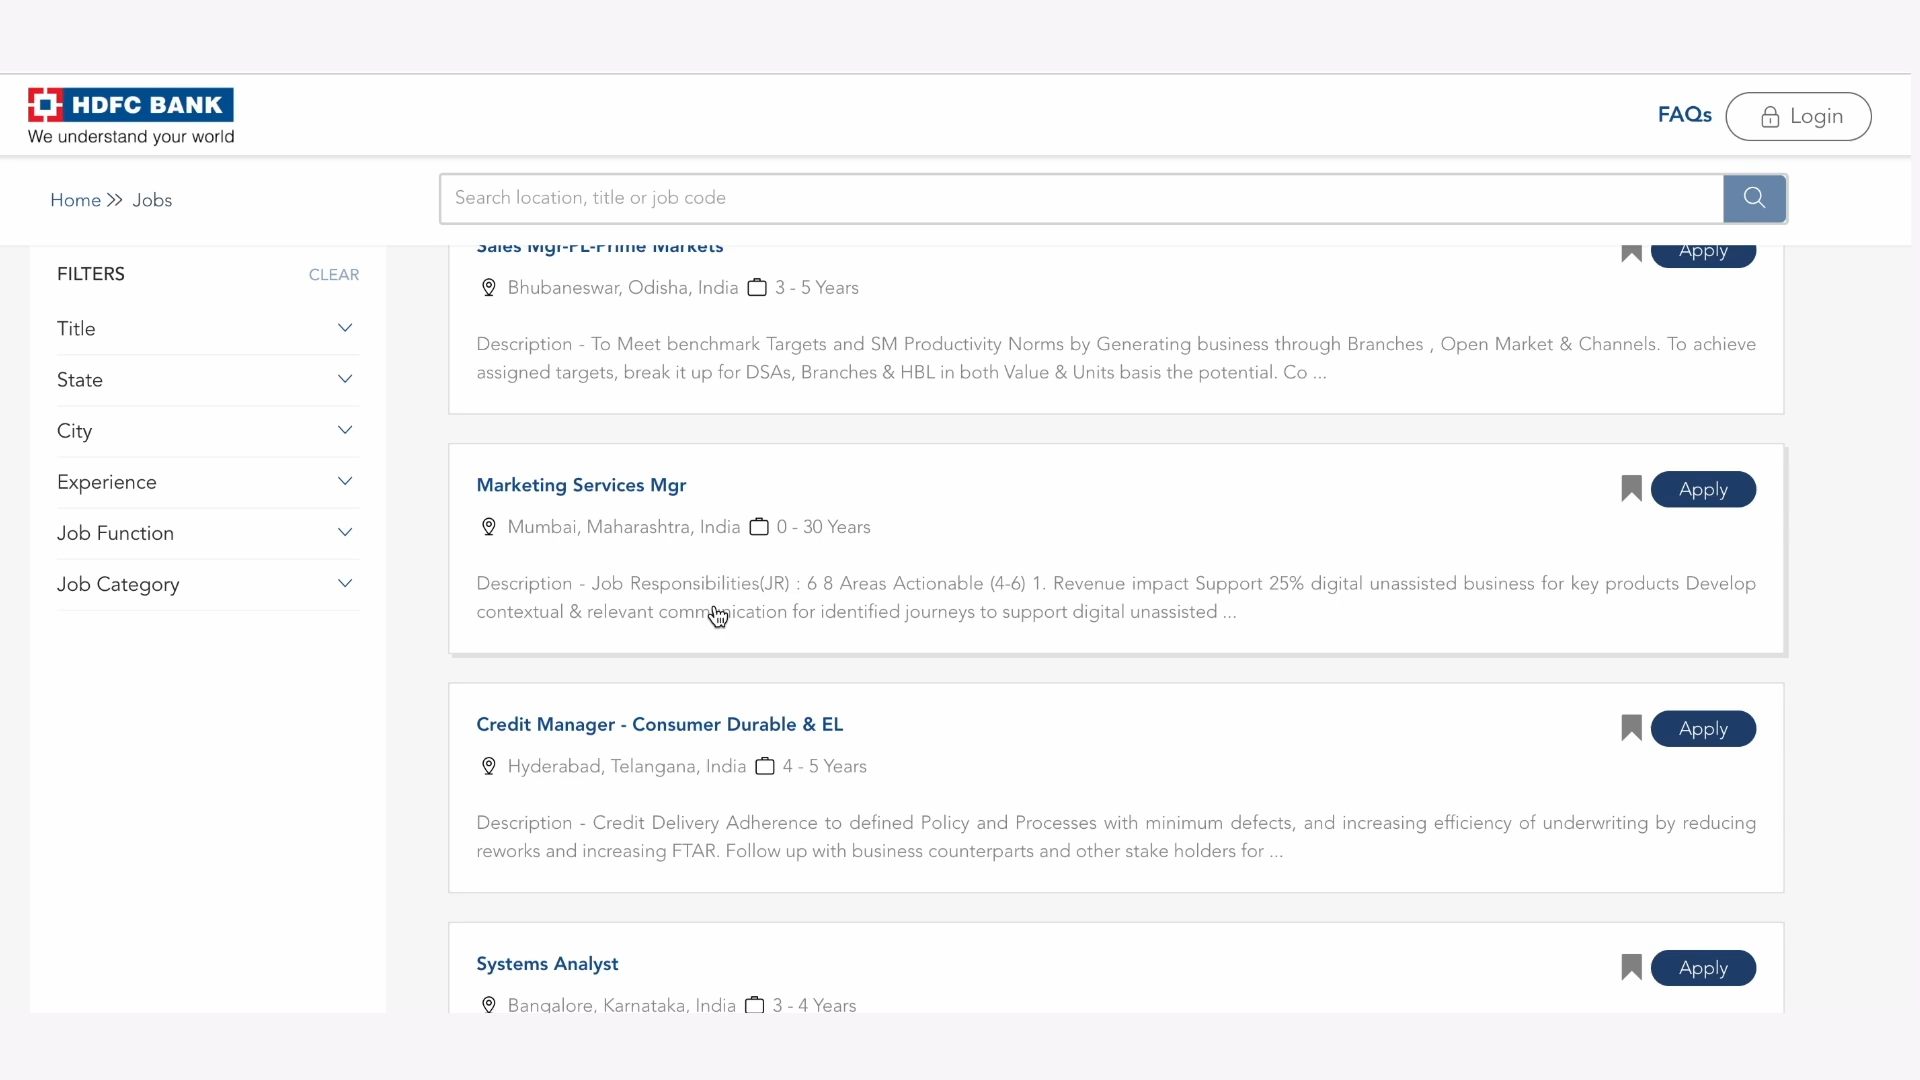 HDFC BANK
We understand your world
FAQs
Login
Home >> Jobs
Search location, title or job code
FILTERS
CLEAR
Title
State
City
Experience
Job Function
Job Category
Sales Mgr-PL-Prime Markets
Apply
Bhubaneswar, Odisha, India 3 - 5 Years
Description - To Meet benchmark Targets and SM Productivity Norms by Generating business through Branches , Open Market & Channels. To achieve
assigned targets, break it up for DSAs, Branches & HBL in both Value & Units basis the potential. Co ...
Marketing Services Mgr
Apply
Mumbai, Maharashtra, India 0 - 30 Years
Description - Job Responsibilities(JR) : 6 8 Areas Actionable (4-6) 1. Revenue impact Support 25% digital unassisted business for key products Develop
contextual & relevant communication for identified journeys to support digital unassisted ...
Credit Manager - Consumer Durable & EL
Apply
Hyderabad, Telangana, India 4 - 5 Years
Description - Credit Delivery Adherence to defined Policy and Processes with minimum defects, and increasing efficiency of underwriting by reducing
reworks and increasing FTAR. Follow up with business counterparts and other stake holders for ...
Systems Analyst
Apply
Bangalore, Karnataka, India 3 - 4 Years